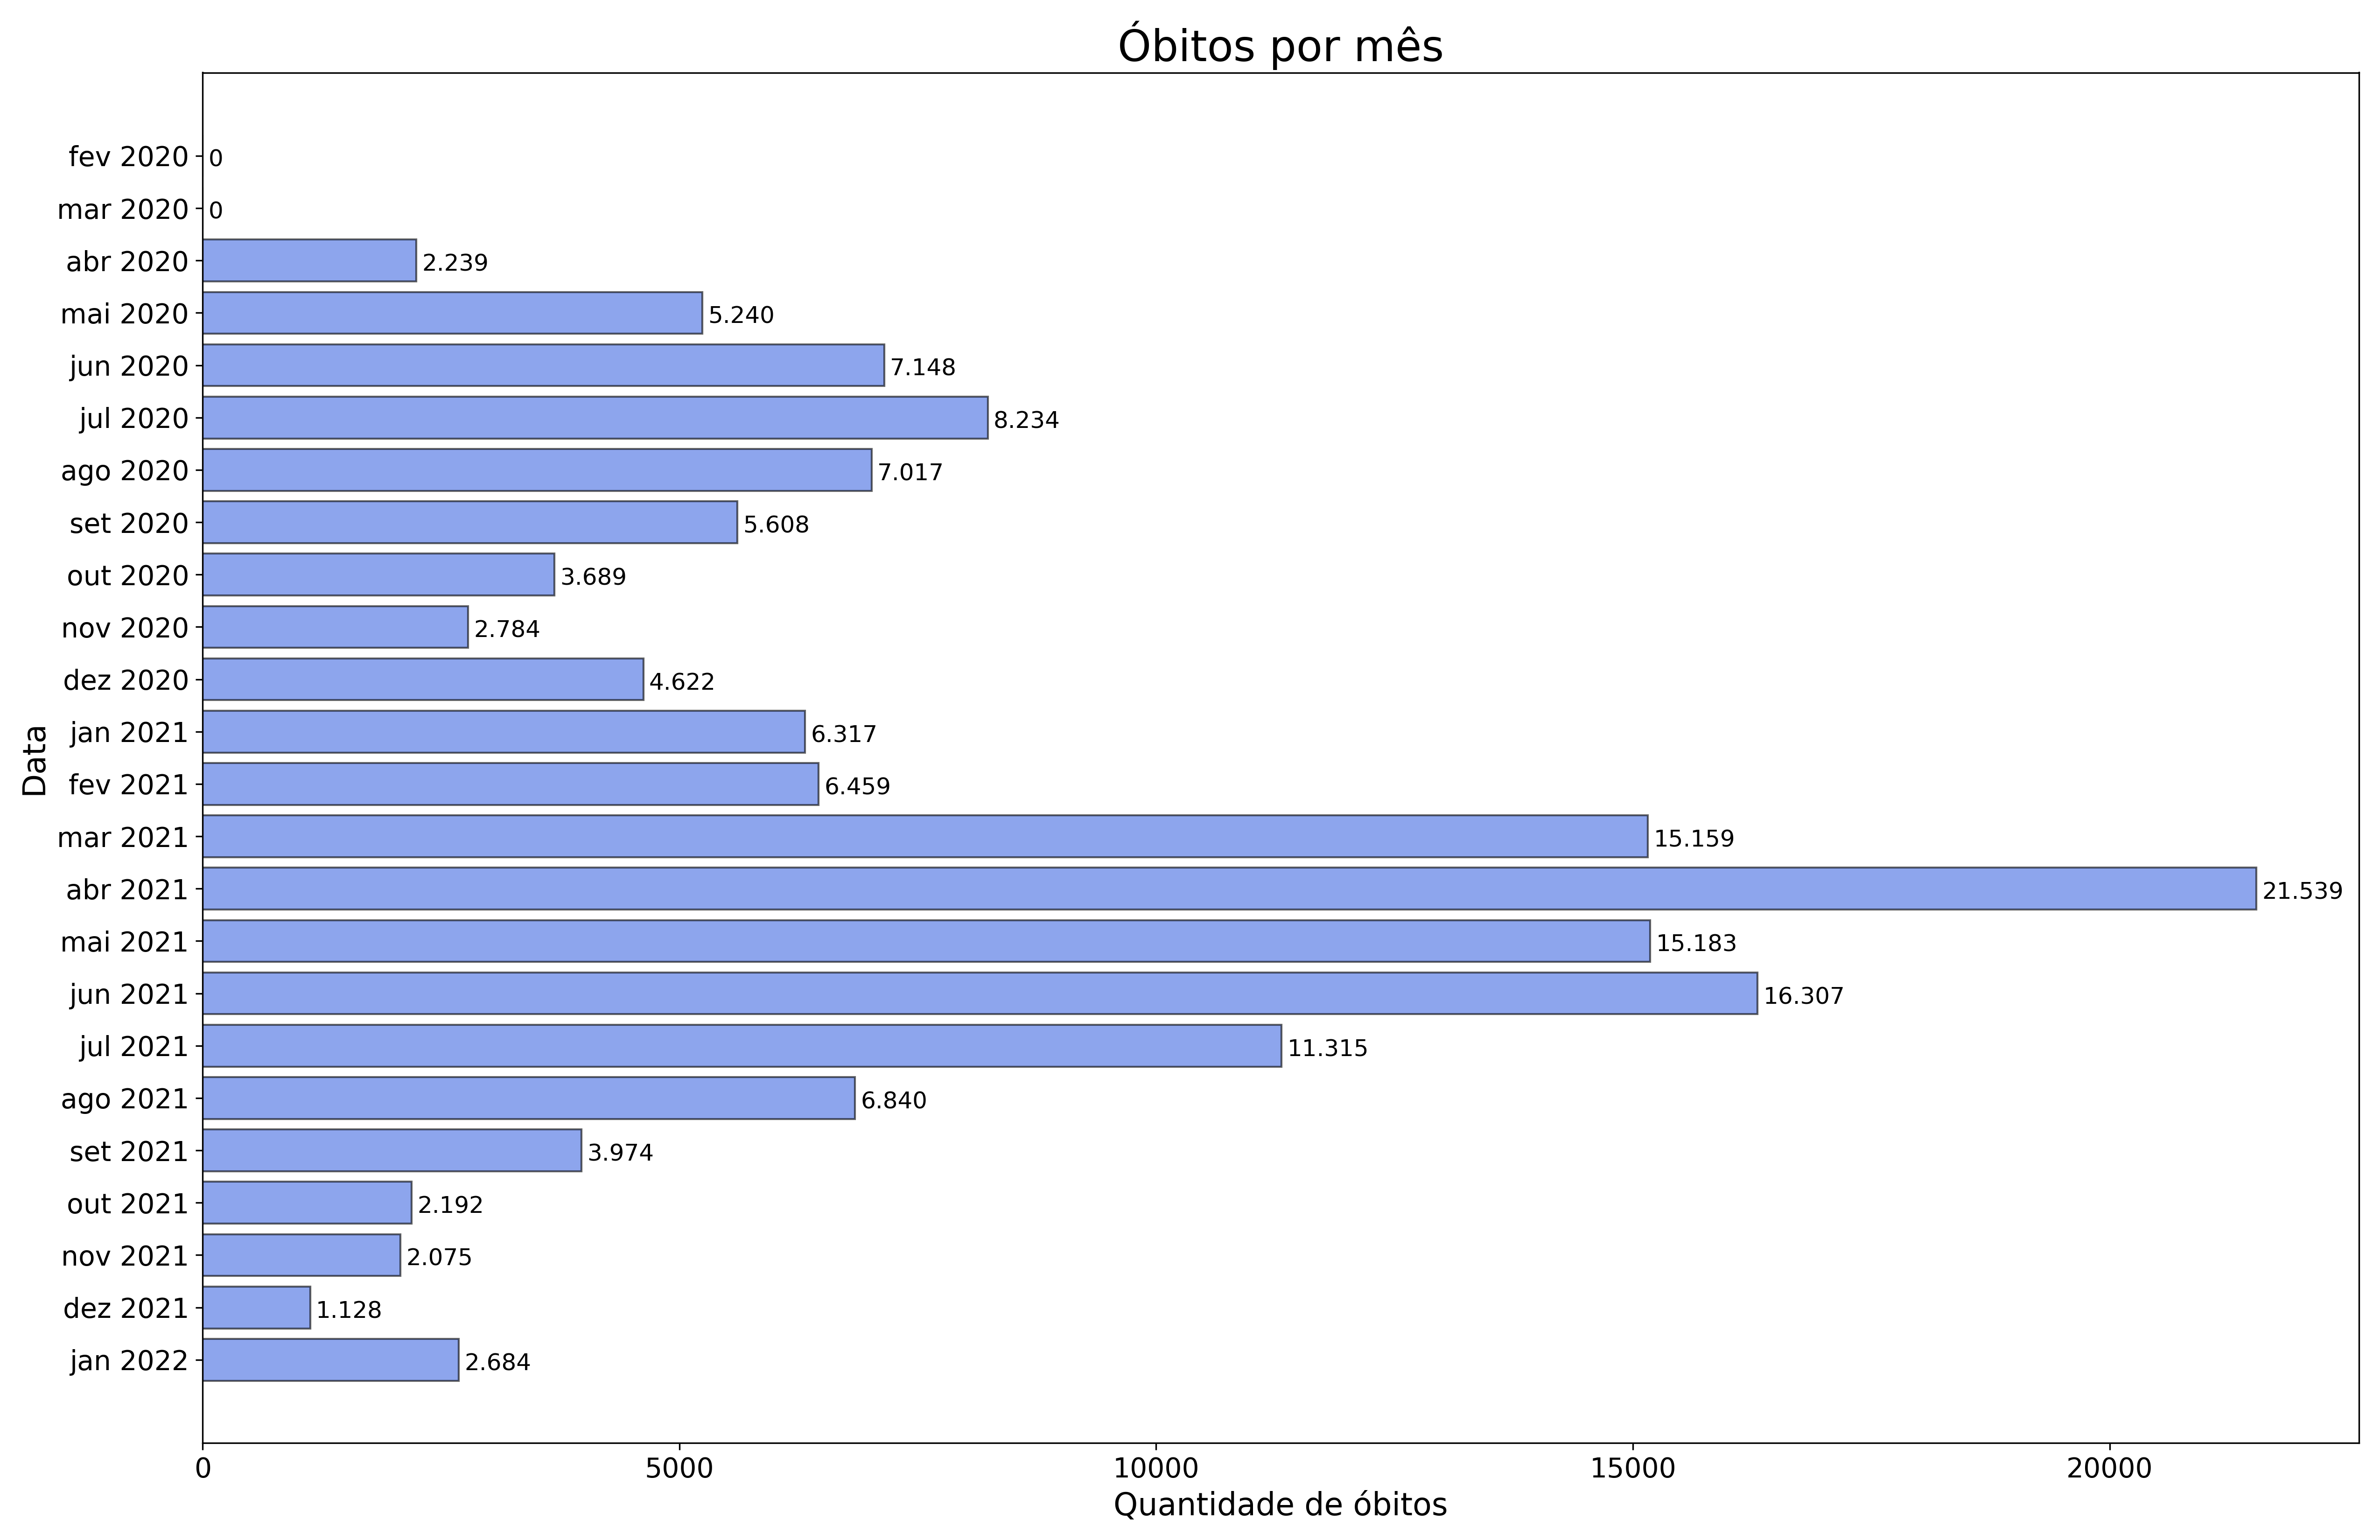 Óbitos por mês
fev 2020 0
mar 2020 0
abr 2020 2.239
mai 2020 5.240
jun 2020 7.148
jul 2020 8.234
ago 2020 7.017
set 2020 5.608
out 2020 3.689
nov 2020 2.784
dez 2020 4.622
jan 2021 6.317
Data
fev 2021 6.459
mar 2021 15.159
abr 2021 21.539
mai 2021 15.183
jun 2021 16.307
jul 2021 11.315
ago 2021 6.840
set 2021 3.974
out 2021 2.192
nov 2021 2.075
dez 2021 1.128
jan 2022 2.684
0 5000 10000 15000 20000
Quantidade de óbitos